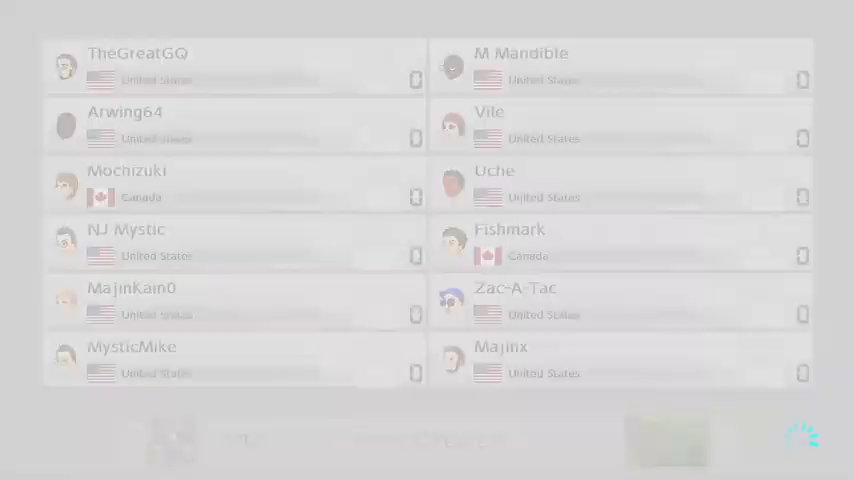 TheGreatGQ
United States
0
M Mandible
United States
0
Arwing64
United States
0
Vile
United States
0
Mochizuki
Canada
0
Uche
United States
0
NJ Mystic
United States
0
Fishmark
Canada
0
MajinKain0
United States
0
Zac-A-Tac
United States
0
MysticMike
United States
0
Majinx
United States
0